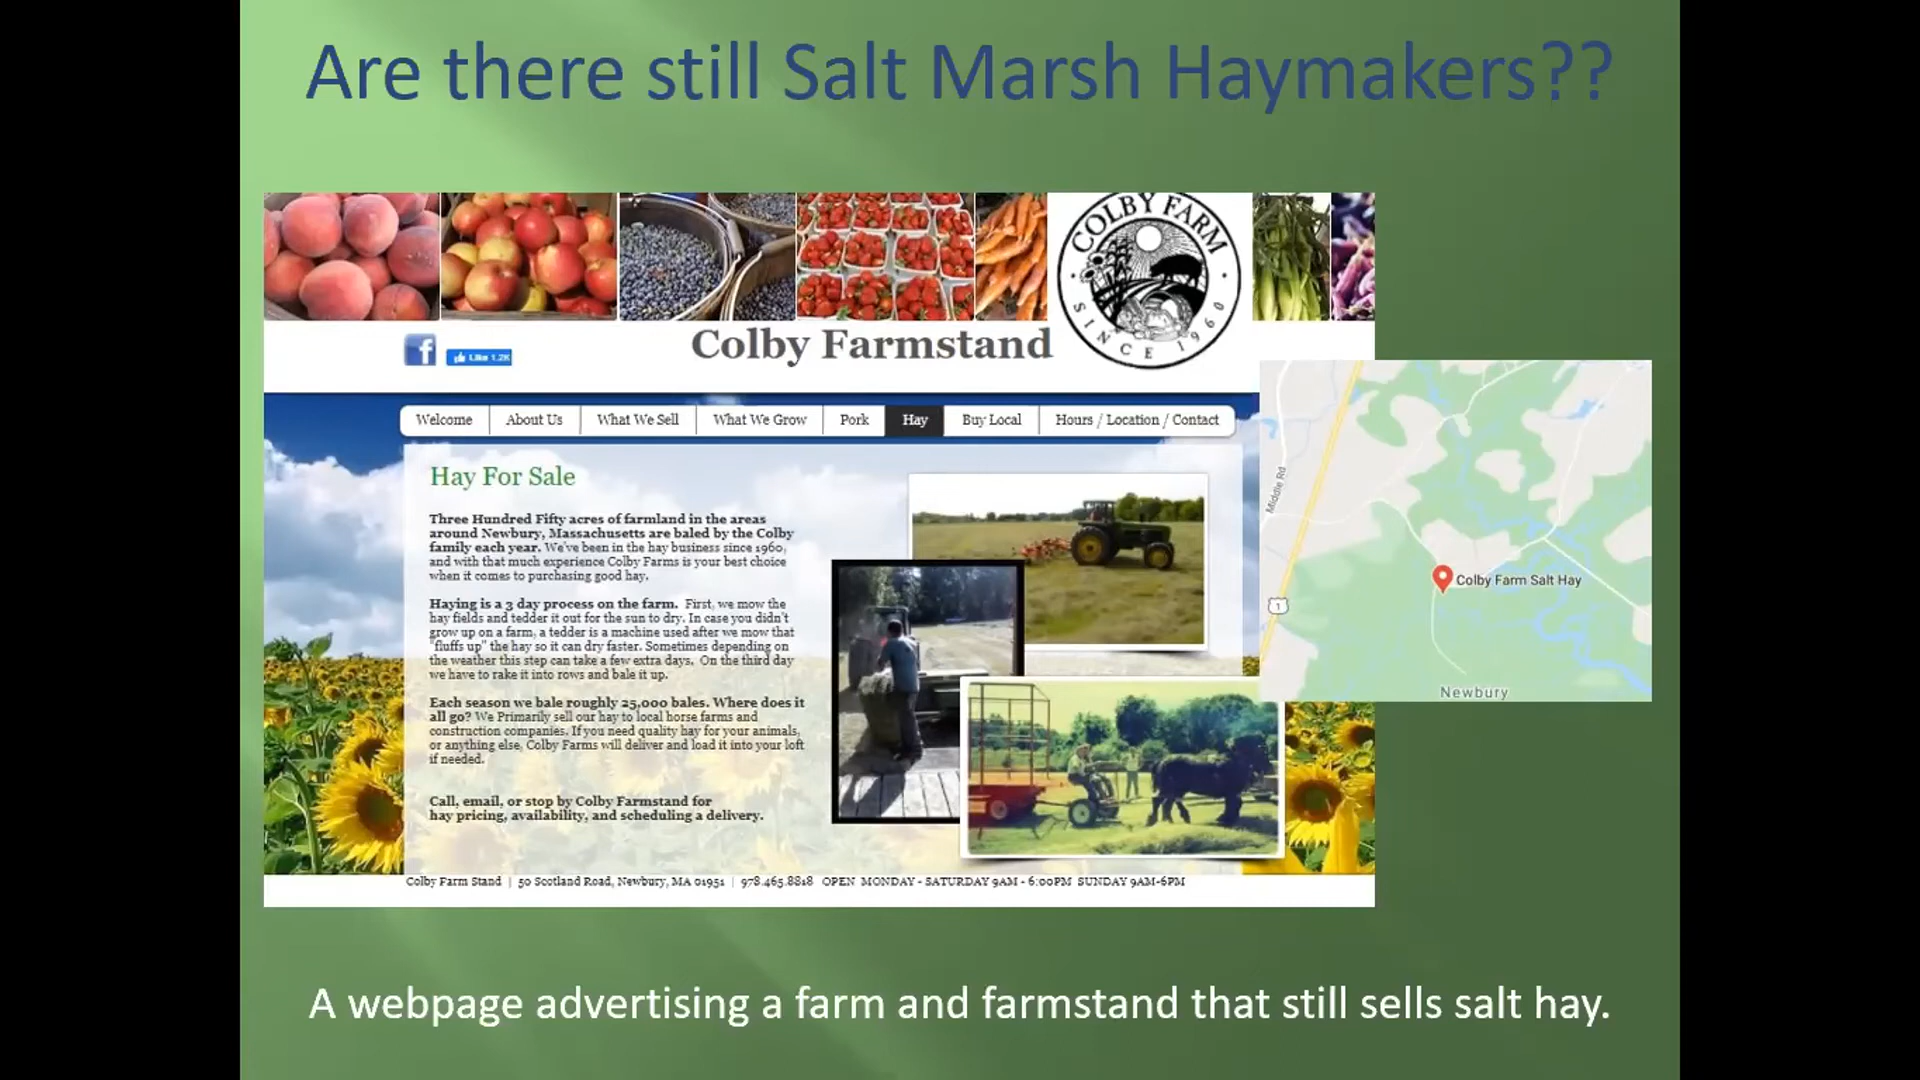 Are there still Salt Marsh Haymakers??
COLBY FARM
SINCE 1960
Like 1.2K
Colby Farmstand
Welcome
About Us
What We Sell
What We Grow
Pork
Hay
Buy Local
Hours / Location / Contact
Hay For Sale
Three Hundred Fifty acres of farmland in the areas
around Newbury, Massachusetts are baled by the Colby
family each year. We've been in the hay business since 1960,
and with that much experience Colby Farms is your best choice
when it comes to purchasing good hay.
Haying is a 3 day process on the farm. First, we mow the
hay fields and tedder it out for the sun to dry. In case you didn't
grow up on a farm, a tedder is a machine used after we mow that
"fluffs up" the hay so it can dry faster. Sometimes depending on
the weather this step can take a few extra days. On the third day
we have to rake it into rows and bale it up.
Each season we bale roughly 25,000 bales. Where does it
all go? We Primarily sell our hay to local horse farms and
construction companies. If you need quality hay for your animals,
or anything else, Colby Farms will deliver and load it into your loft
if needed.
Call, email, or stop by Colby Farmstand for
hay pricing, availability, and scheduling a delivery.
Middle Rd
1
Colby Farm Salt Hay
Newbury
Colby Farm Stand | 50 Scotland Road, Newbury, MA 01951 | 978.465.8818 OPEN MONDAY - SATURDAY 9AM - 6:00PM SUNDAY 9AM-6PM
A webpage advertising a farm and farmstand that still sells salt hay.